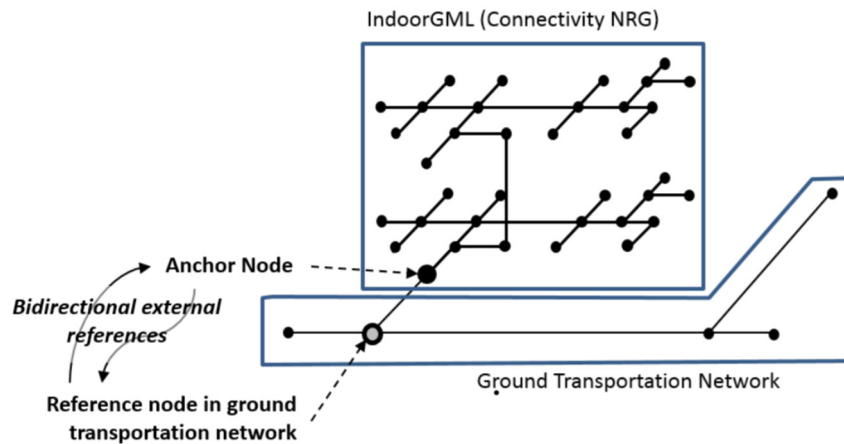 IndoorGML (Connectivity NRG)
Anchor Node
Bidirectional external
references
Reference node in ground
transportation network
Ground Transportation Network